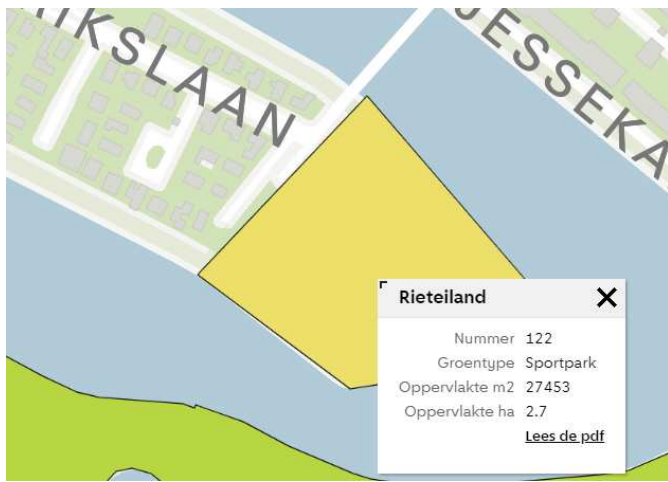 IKSLAAN
JESSEKA
Rieteiland
Nummer 122
Groentype Sportpark
Oppervlakte m2 27453
Oppervlakte ha 2.7
Lees de pdf